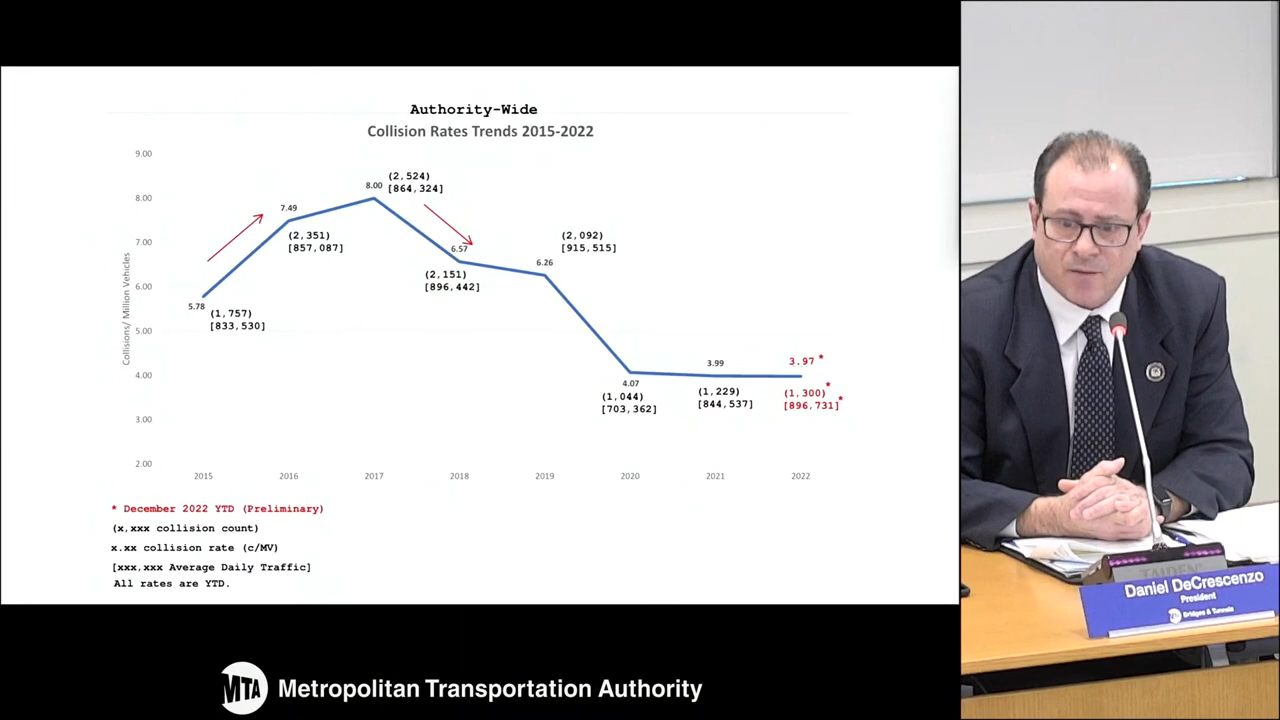 Authority-Wide
Collision Rates Trends 2015-2022
Collisions/ Million Vehicles
9.00
8.00
7.00
6.00
5.00
4.00
3.00
2.00
5.78
(1,757)
[833,530]
7.49
(2,351)
[857,087]
8.00
(2,524)
[864,324]
6.57
(2,151)
[896,442]
6.26
(2,092)
[915,515]
4.07
(1,044)
[703,362]
3.99
(1,229)
[844,537]
3.97 *
(1,300)*
[896,731]*
2015 2016 2017 2018 2019 2020 2021 2022
* December 2022 YTD (Preliminary)
(x,xxx collision count)
x.xx collision rate (c/MV)
[xxx,xxx Average Daily Traffic]
All rates are YTD.
TAIDEN
Daniel DeCrescenzo
President
Bridges & Tunnels
MTA Metropolitan Transportation Authority